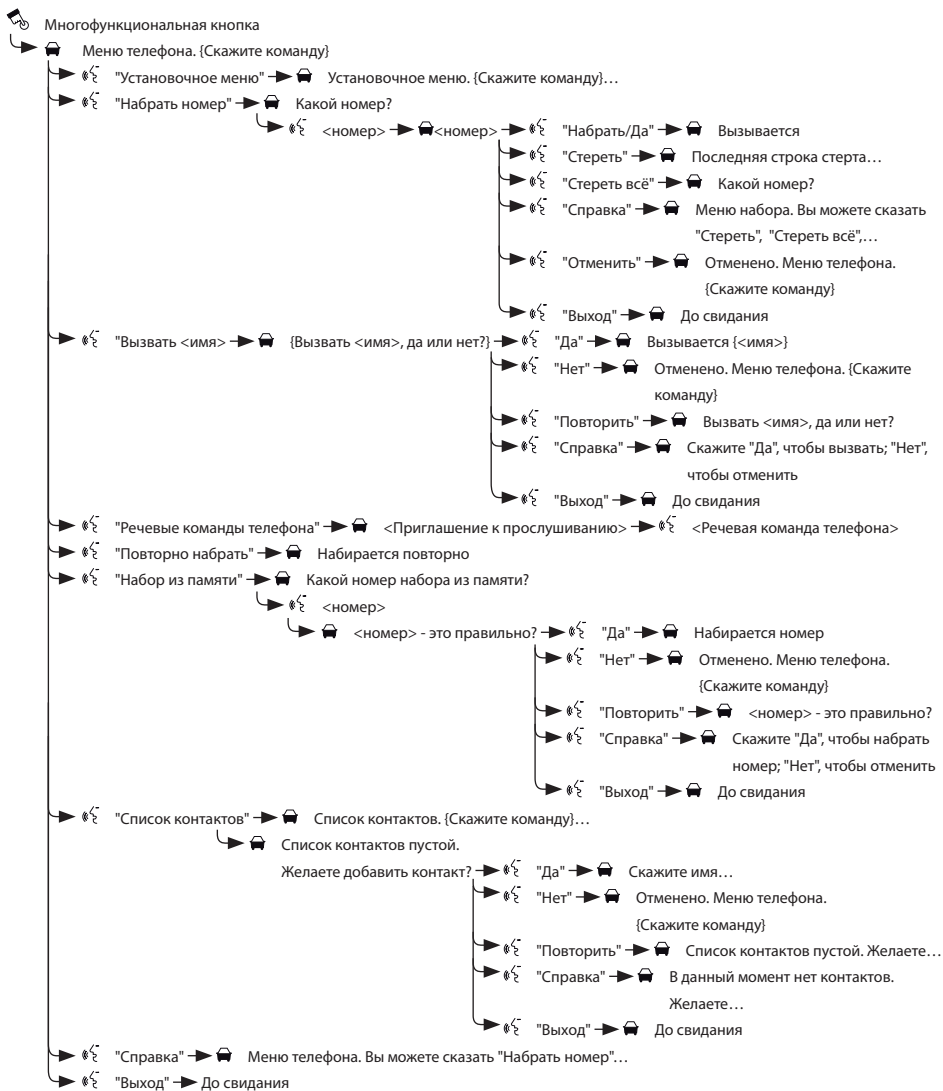 Многофункциональная кнопка
Меню телефона. {Скажите команду}
"Установочное меню" Установочное меню. {Скажите команду}…
"Набрать номер" Какой номер?
<номер> <номер> "Набрать/Да" Вызывается
"Стереть" Последняя строка стерта…
"Стереть всё" Какой номер?
"Справка" Меню набора. Вы можете сказать
"Стереть", "Стереть всё",…
"Отменить" Отменено. Меню телефона.
{Скажите команду}
"Выход" До свидания
"Вызвать <имя> {Вызвать <имя>, да или нет?} "Да" Вызывается {<имя>}
"Нет" Отменено. Меню телефона. {Скажите
команду}
"Повторить" Вызвать <имя>, да или нет?
"Справка" Скажите "Да", чтобы вызвать; "Нет",
чтобы отменить
"Выход" До свидания
"Речевые команды телефона" <Приглашение к прослушиванию> <Речевая команда телефона>
"Повторно набрать" Набирается повторно
"Набор из памяти" Какой номер набора из памяти?
<номер>
<номер> - это правильно? "Да" Набирается номер
"Нет" Отменено. Меню телефона.
{Скажите команду}
"Повторить" <номер> - это правильно?
"Справка" Скажите "Да", чтобы набрать
номер; "Нет", чтобы отменить
"Выход" До свидания
"Список контактов" Список контактов. {Скажите команду}…
Список контактов пустой.
Желаете добавить контакт? "Да" Скажите имя…
"Нет" Отменено. Меню телефона.
{Скажите команду}
"Повторить" Список контактов пустой. Желаете…
"Справка" В данный момент нет контактов.
Желаете…
"Выход" До свидания
"Справка" Меню телефона. Вы можете сказать "Набрать номер"…
"Выход" До свидания